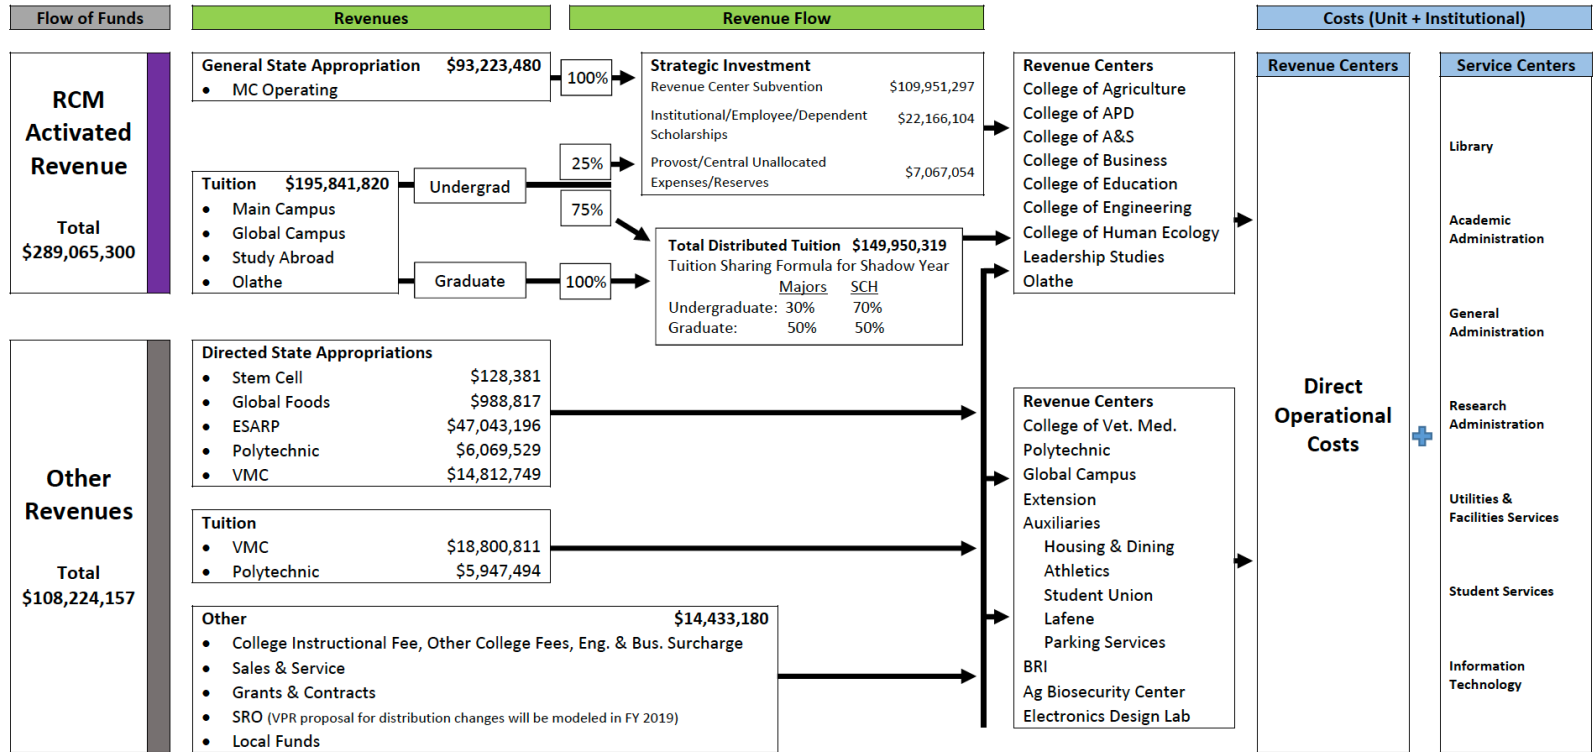 Flow of Funds
Revenues
Revenue Flow
Costs (Unit + Institutional)
RCM
Activated
Revenue
Total
$289,065,300
General State Appropriation $93,223,480
• MC Operating
100%
Strategic Investment
Revenue Center Subvention $109,951,297
Institutional/Employee/Dependent $22,166,104
Scholarships
Provost/Central Unallocated
Expenses/Reserves $7,067,054
Tuition $195,841,820
• Main Campus
• Global Campus
• Study Abroad
• Olathe
Undergrad
25%
75%
Graduate
100%
Total Distributed Tuition $149,950,319
Tuition Sharing Formula for Shadow Year
Majors SCH
Undergraduate: 30% 70%
Graduate: 50% 50%
Revenue Centers
College of Agriculture
College of APD
College of A&S
College of Business
College of Education
College of Engineering
College of Human Ecology
Leadership Studies
Olathe
Other
Revenues
Total
$108,224,157
Directed State Appropriations
• Stem Cell $128,381
• Global Foods $988,817
• ESARP $47,043,196
• Polytechnic $6,069,529
• VMC $14,812,749
Tuition
• VMC $18,800,811
• Polytechnic $5,947,494
Other $14,433,180
• College Instructional Fee, Other College Fees, Eng. & Bus. Surcharge
• Sales & Service
• Grants & Contracts
• SRO (VPR proposal for distribution changes will be modeled in FY 2019)
• Local Funds
Revenue Centers
College of Vet. Med.
Polytechnic
Global Campus
Extension
Auxiliaries
Housing & Dining
Athletics
Student Union
Lafene
Parking Services
BRI
Ag Biosecurity Center
Electronics Design Lab
Revenue Centers
Direct
Operational
Costs
Service Centers
Library
Academic
Administration
General
Administration
Research
Administration
Utilities &
Facilities Services
Student Services
Information
Technology